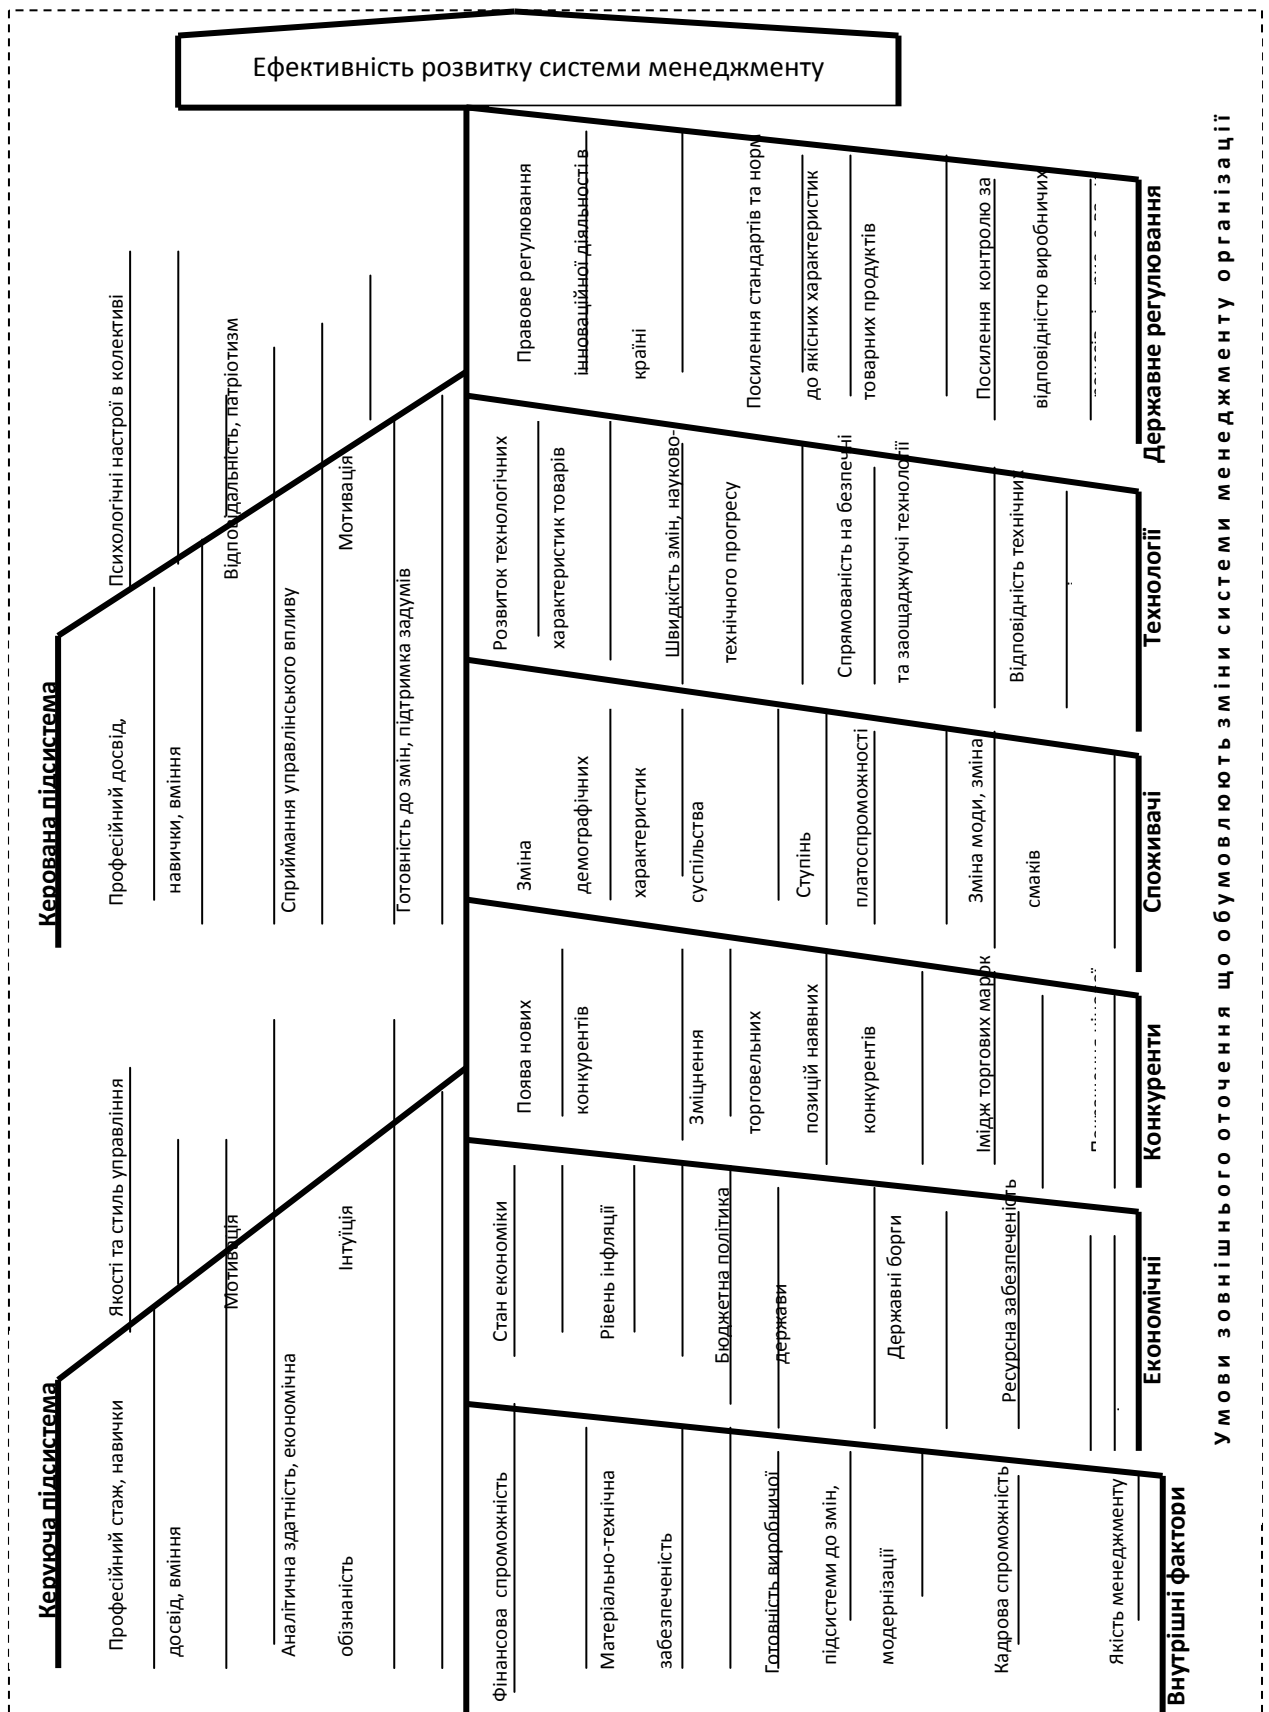 Ефективність розвитку системи менеджменту
Керуюча підсистема
Професійний стаж, навички
досвід, вміння
Аналітична здатність, економічна
обізнаність
Якості та стиль управління
Мотивація
Інтуїція
Керована підсистема
Професійний досвід,
навички, вміння
Сприймання управлінського впливу
Готовність до змін, підтримка задумів
Психологічні настрої в колективі
Відповідальність, патріотизм
Мотивація
Внутрішні фактори
Фінансова спроможність
Матеріально-технічна
забезпеченість
Готовність виробничої
підсистеми до змін,
модернізації
Кадрова спроможність
Якість менеджменту
Економічні
Стан економіки
Рівень інфляції
Бюджетна політика
держави
Державні борги
Ресурсна забезпеченість
Конкуренти
Поява нових
конкурентів
Зміцнення
торговельних
позицій наявних
конкурентів
Імідж торгових марок
Споживачі
Зміна
демографічних
характеристик
суспільства
Ступінь
платоспроможності
Зміна моди, зміна
смаків
Технології
Розвиток технологічних
характеристик товарів
Швидкість змін, науково-
технічного прогресу
Спрямованість на безпечні
та заощаджуючі технології
Відповідність технічних
Державне регулювання
Правове регулювання
інноваційної діяльності в
країні
Посилення стандартів та норм
до якісних характеристик
товарних продуктів
Посилення контролю за
відповідністю виробничих
Умови зовнішнього оточення що обумовлюють зміни системи менеджменту організації